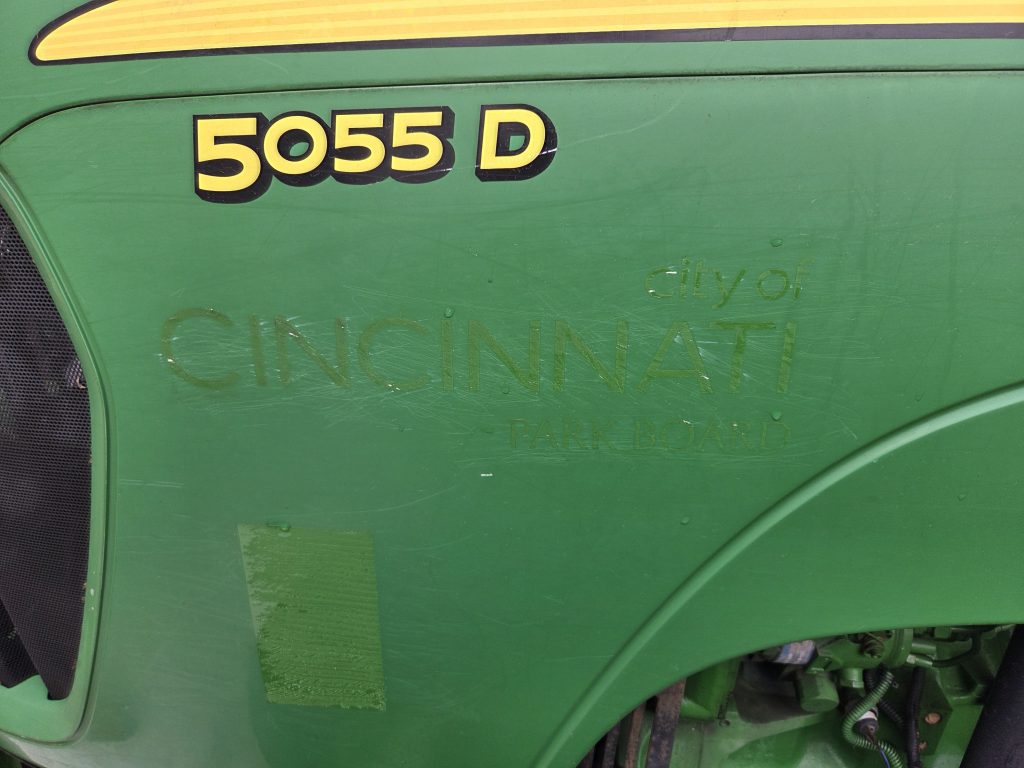 5055 D
city of
CINCINNATI
PARK BOARD